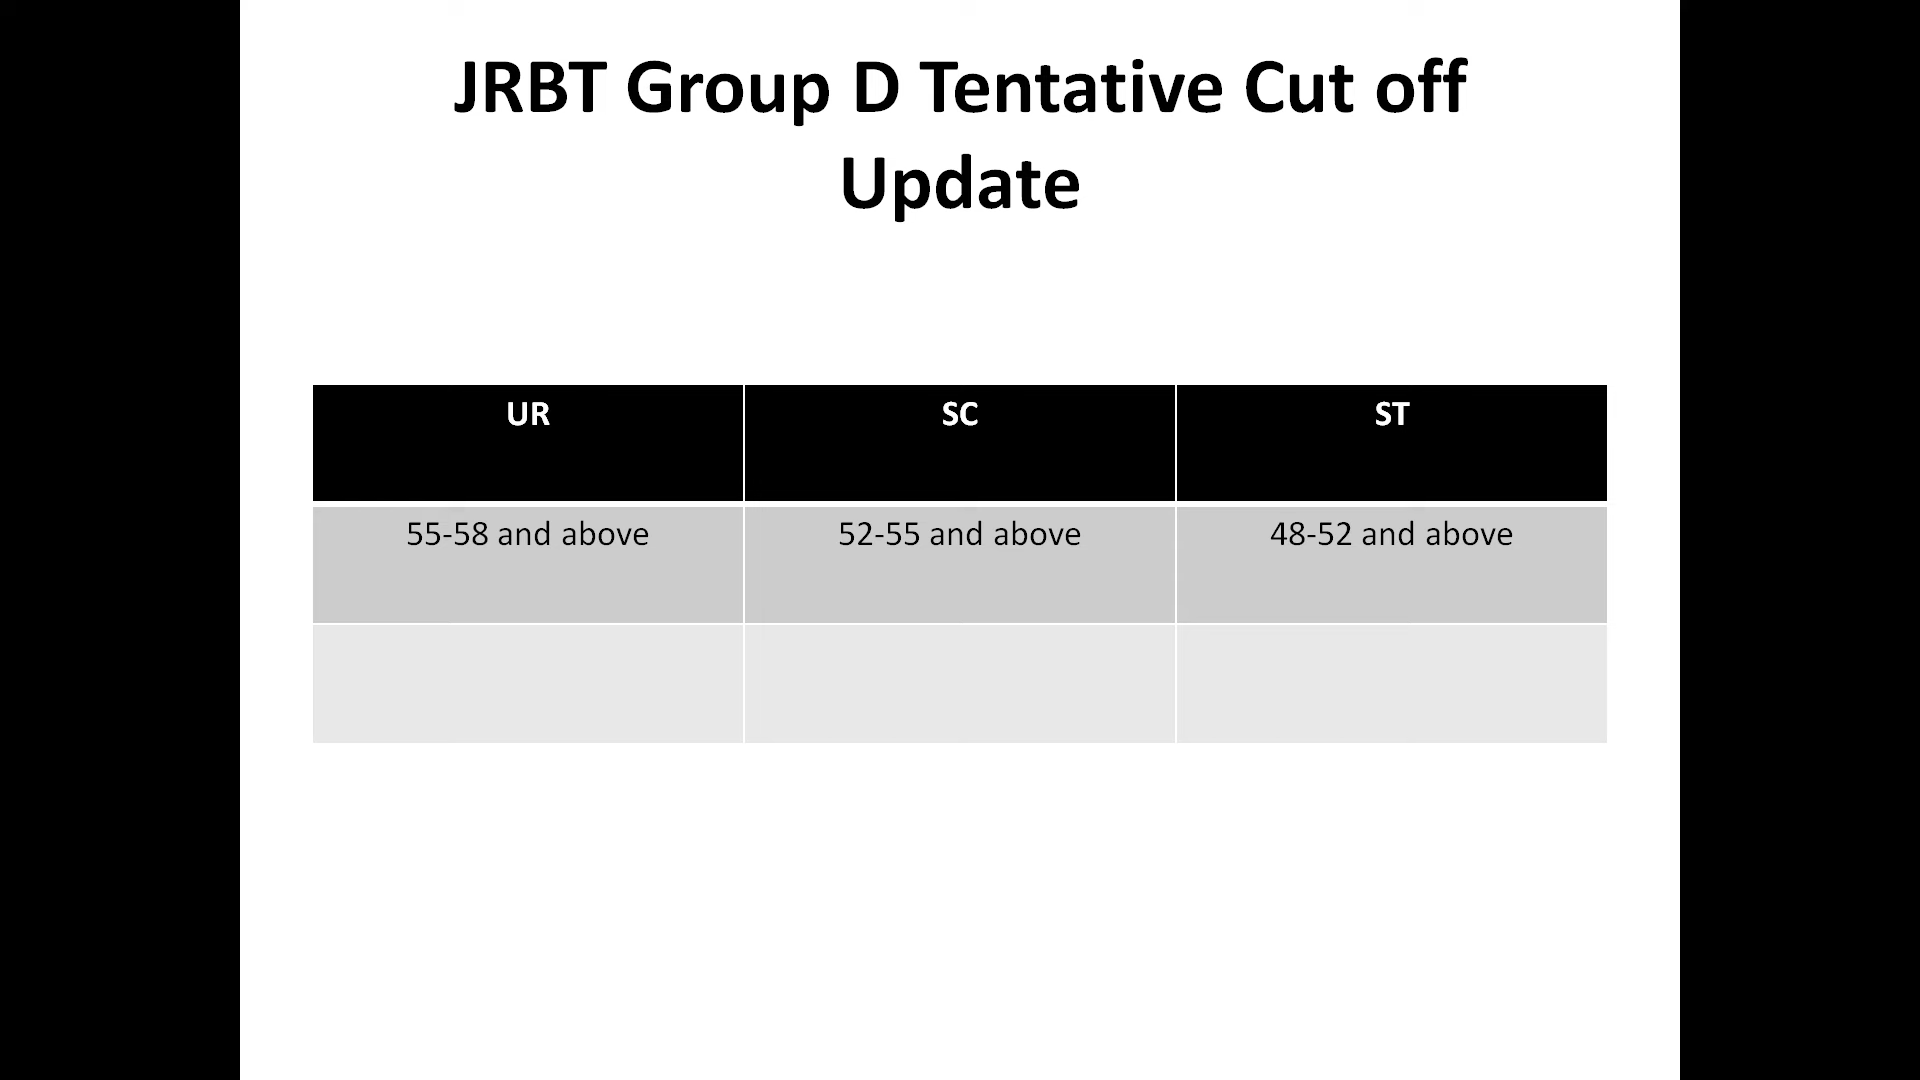 JRBT Group D Tentative Cut off
Update
UR SC ST
55-58 and above 52-55 and above 48-52 and above